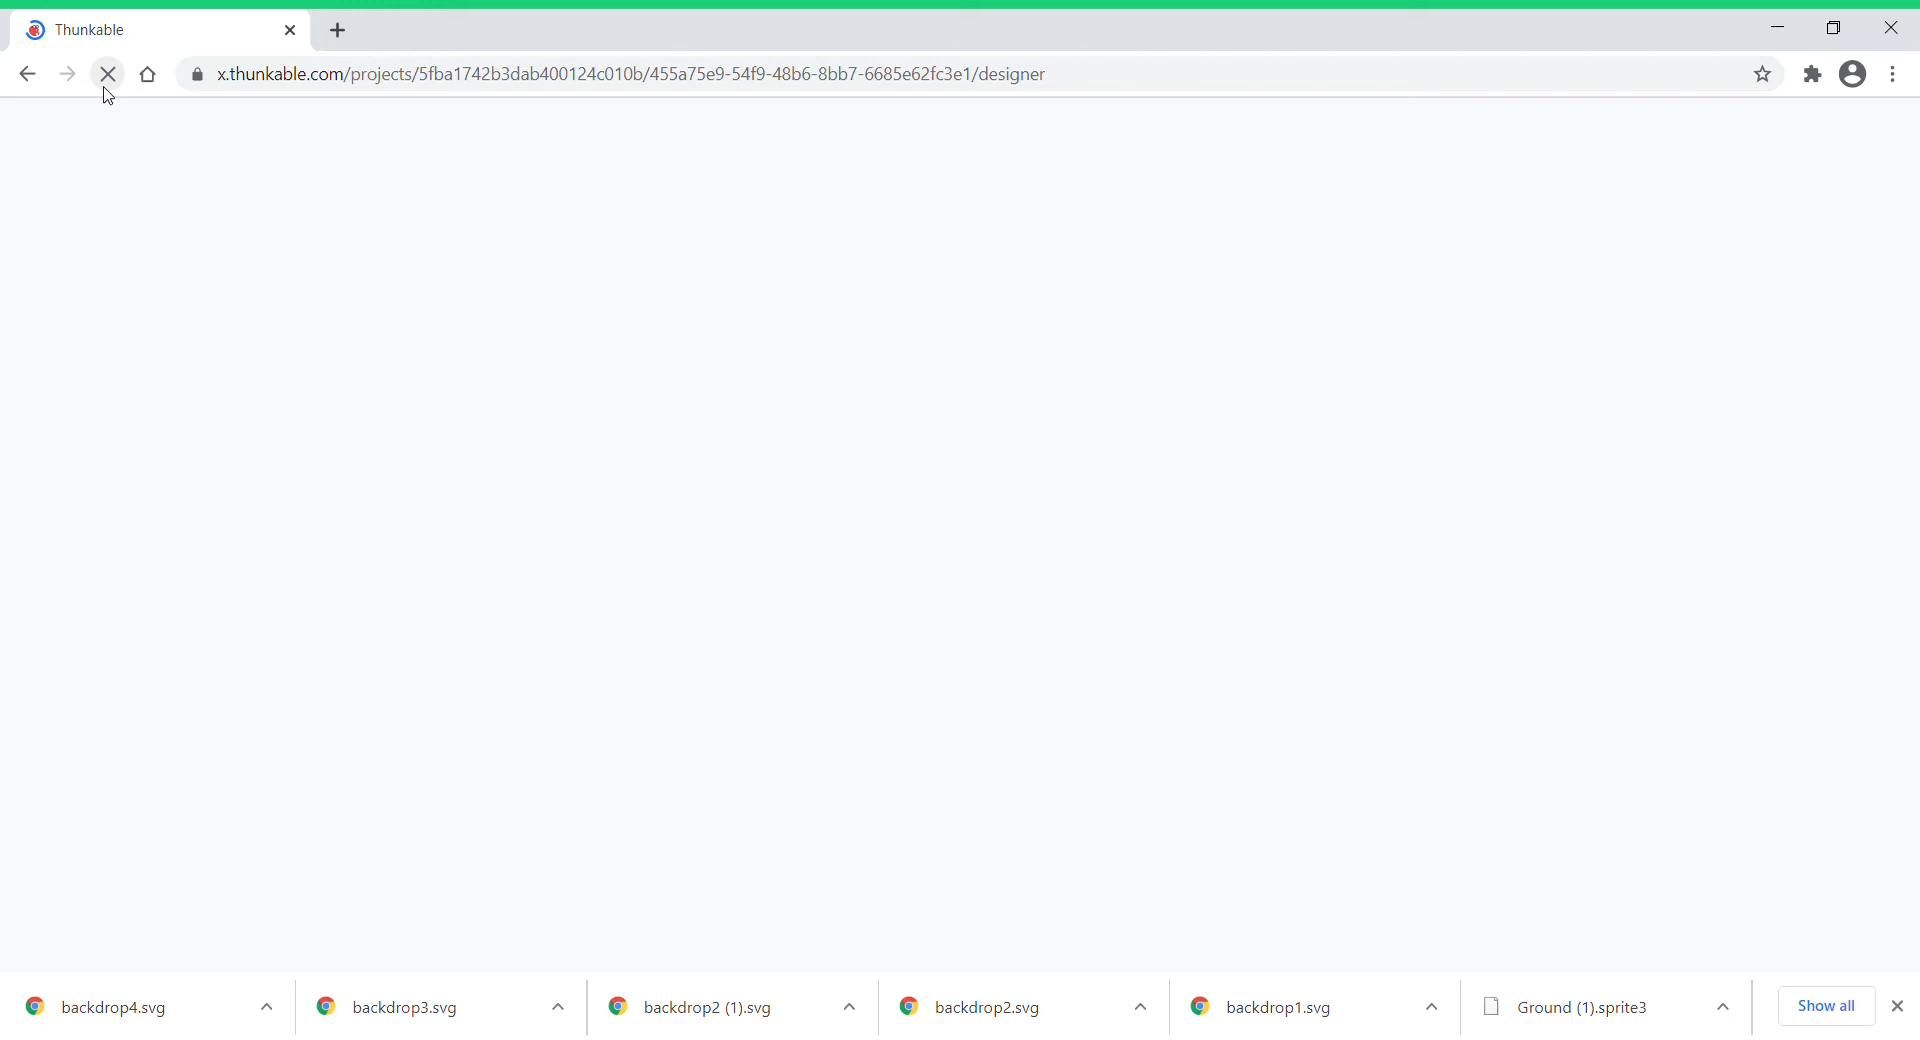 Thunkable
x.thunkable.com/projects/5fba1742b3dab400124c010b/455a75e9-54f9-48b6-8bb7-6685e62fc3e1/designer
backdrop4.svg
backdrop3.svg
backdrop2 (1).svg
backdrop2.svg
backdrop1.svg
Ground (1).sprite3
Show all